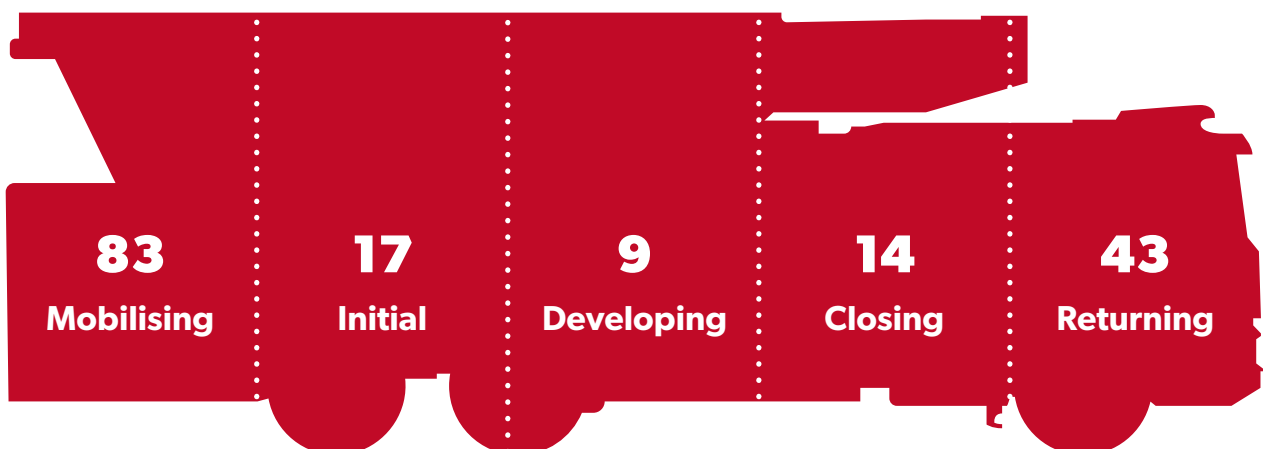 83
Mobilising
17
Initial
9
Developing
14
Closing
43
Returning